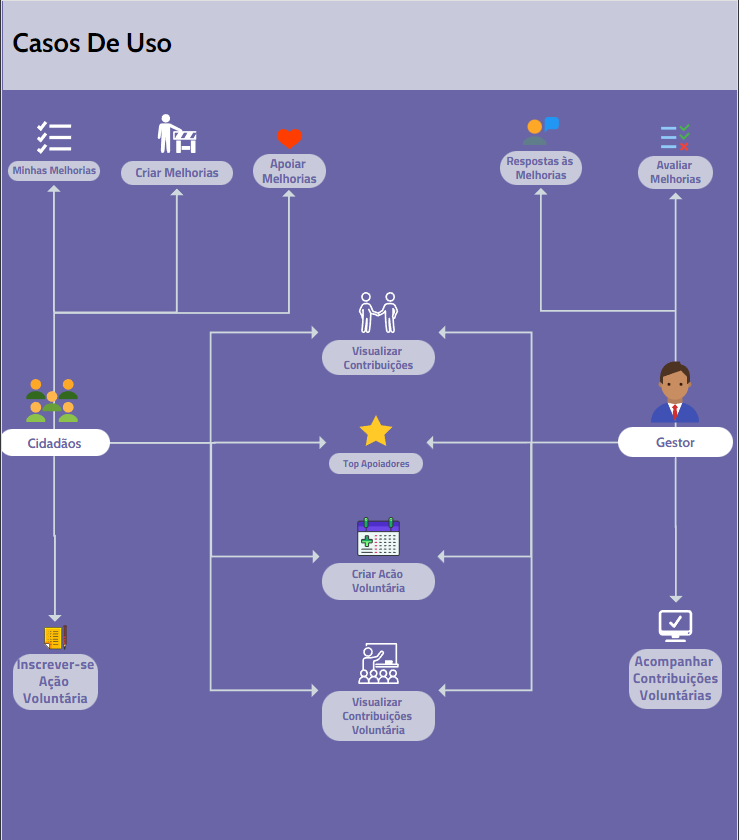 Casos De Uso
Minhas Melhorias
Criar Melhorias
Apoiar
Melhorias
Respostas às
Melhorias
Avaliar
Melhorias
Visualizar
Contribuições
Cidadãos
Top Apoiadores
Gestor
Criar Ação
Voluntária
Inscrever-se
Ação
Voluntária
Visualizar
Contribuições
Voluntária
Acompanhar
Contribuições
Voluntárias